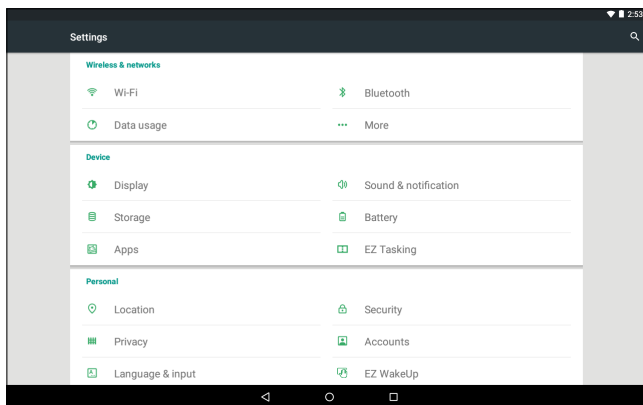 2:53
Settings
Wireless & networks
Wi-Fi Bluetooth
Data usage More
Device
Display Sound & notification
Storage Battery
Apps EZ Tasking
Personal
Location Security
Privacy Accounts
Language & input EZ WakeUp